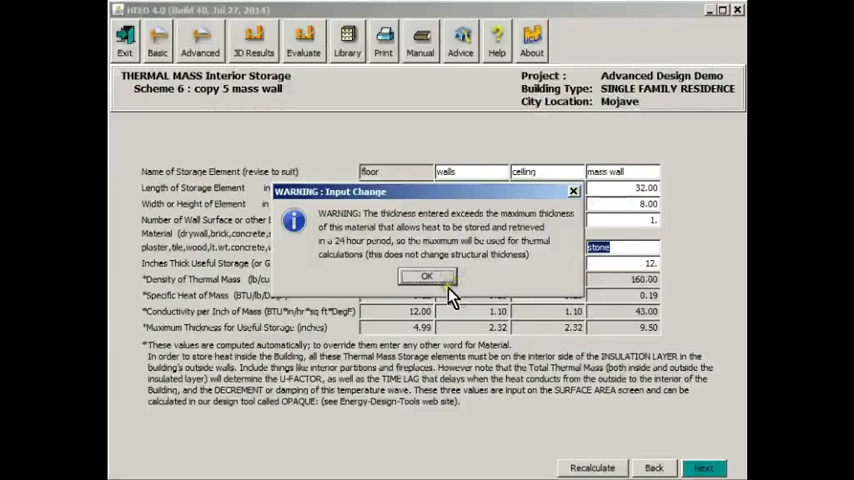 HEED 4.0 (Build 40, Jul 27, 2014)
Exit Basic Advanced 3D Results Evaluate Library Print Manual Advice Help About
THERMAL MASS Interior Storage
Scheme 6 : copy 5 mass wall
Project : Advanced Design Demo
Building Type: SINGLE FAMILY RESIDENCE
City Location: Mojave
Name of Storage Element (revise to suit) floor walls ceiling mass wall
Length of Storage Element in 32.00
Width or Height of Element in 8.00
Number of Wall Surface or other E 1.
Material (drywall,brick,concrete,
plaster,tile,wood,lt.wt.concrete, stone
Inches Thick Useful Storage (in 12.
*Density of Thermal Mass (lb/cu 160.00
*Specific Heat of Mass (BTU/lb/D 0.19
*Conductivity per Inch of Mass (BTU*in/hr*sq ft*DegF) 12.00 1.10 1.10 43.00
*Maximum Thickness for Useful Storage (inches) 4.99 2.32 2.32 9.50
WARNING : Input Change
WARNING: The thickness entered exceeds the maximum thickness
of this material that allows heat to be stored and retrieved
in a 24 hour period, so the maximum will be used for thermal
calculations (this does not change structural thickness)
OK
*These values are computed automatically; to override them enter any other word for Material.
In order to store heat inside the Building, all these Thermal Mass Storage elements must be on the interior side of the INSULATION LAYER in the
building's outside walls. Include things like interior partitions and fireplaces. However note that the Total Thermal Mass (both inside and outside the
insulated layer) will determine the U-FACTOR, as well as the TIME LAG that delays when the heat conducts from the outside to the interior of the
Building, and the DECREMENT or damping of this temperature wave. These three values are input on the SURFACE AREA screen and can be
calculated in our design tool called OPAQUE: (see Energy-Design-Tools web site).
Recalculate Back Next